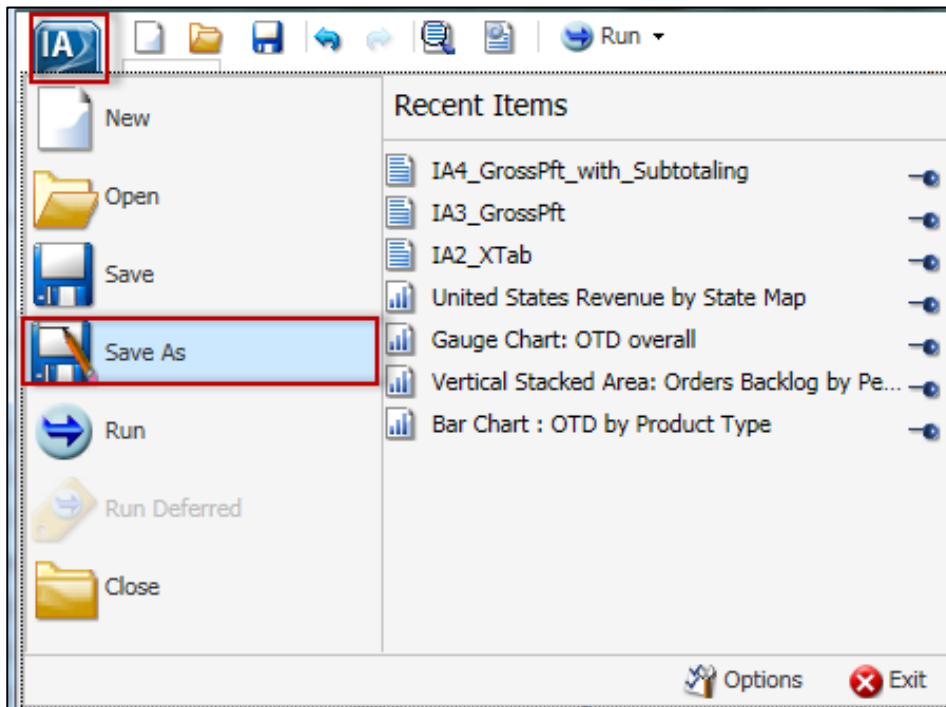 IA
Run
New
Open
Save
Save As
Run
Run Deferred
Close
Recent Items
IA4_GrossPft_with_Subtotaling
IA3_GrossPft
IA2_XTab
United States Revenue by State Map
Gauge Chart: OTD overall
Vertical Stacked Area: Orders Backlog by Pe...
Bar Chart : OTD by Product Type
Options
Exit